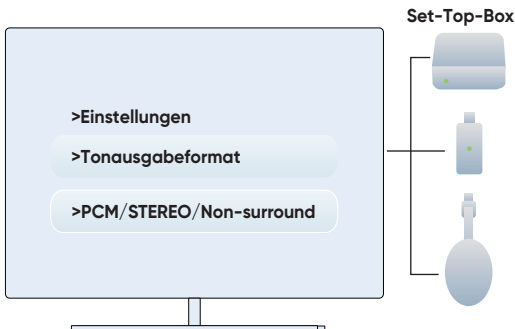 Set-Top-Box
>Einstellungen
>Tonausgabeformat
>PCM/STEREO/Non-surround